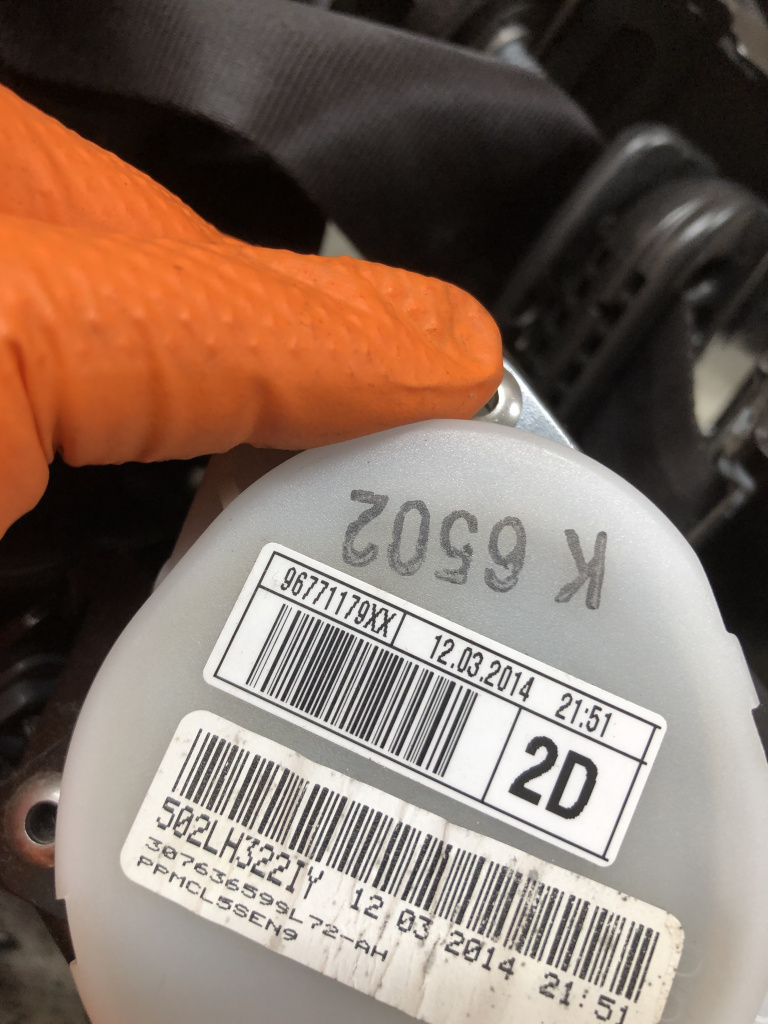 K 6502
96771179XX 12.03.2014 21:51
2D
502LH322IY 12 03 2014 21:51
307636599L72-AH
PPMCL5SEN9